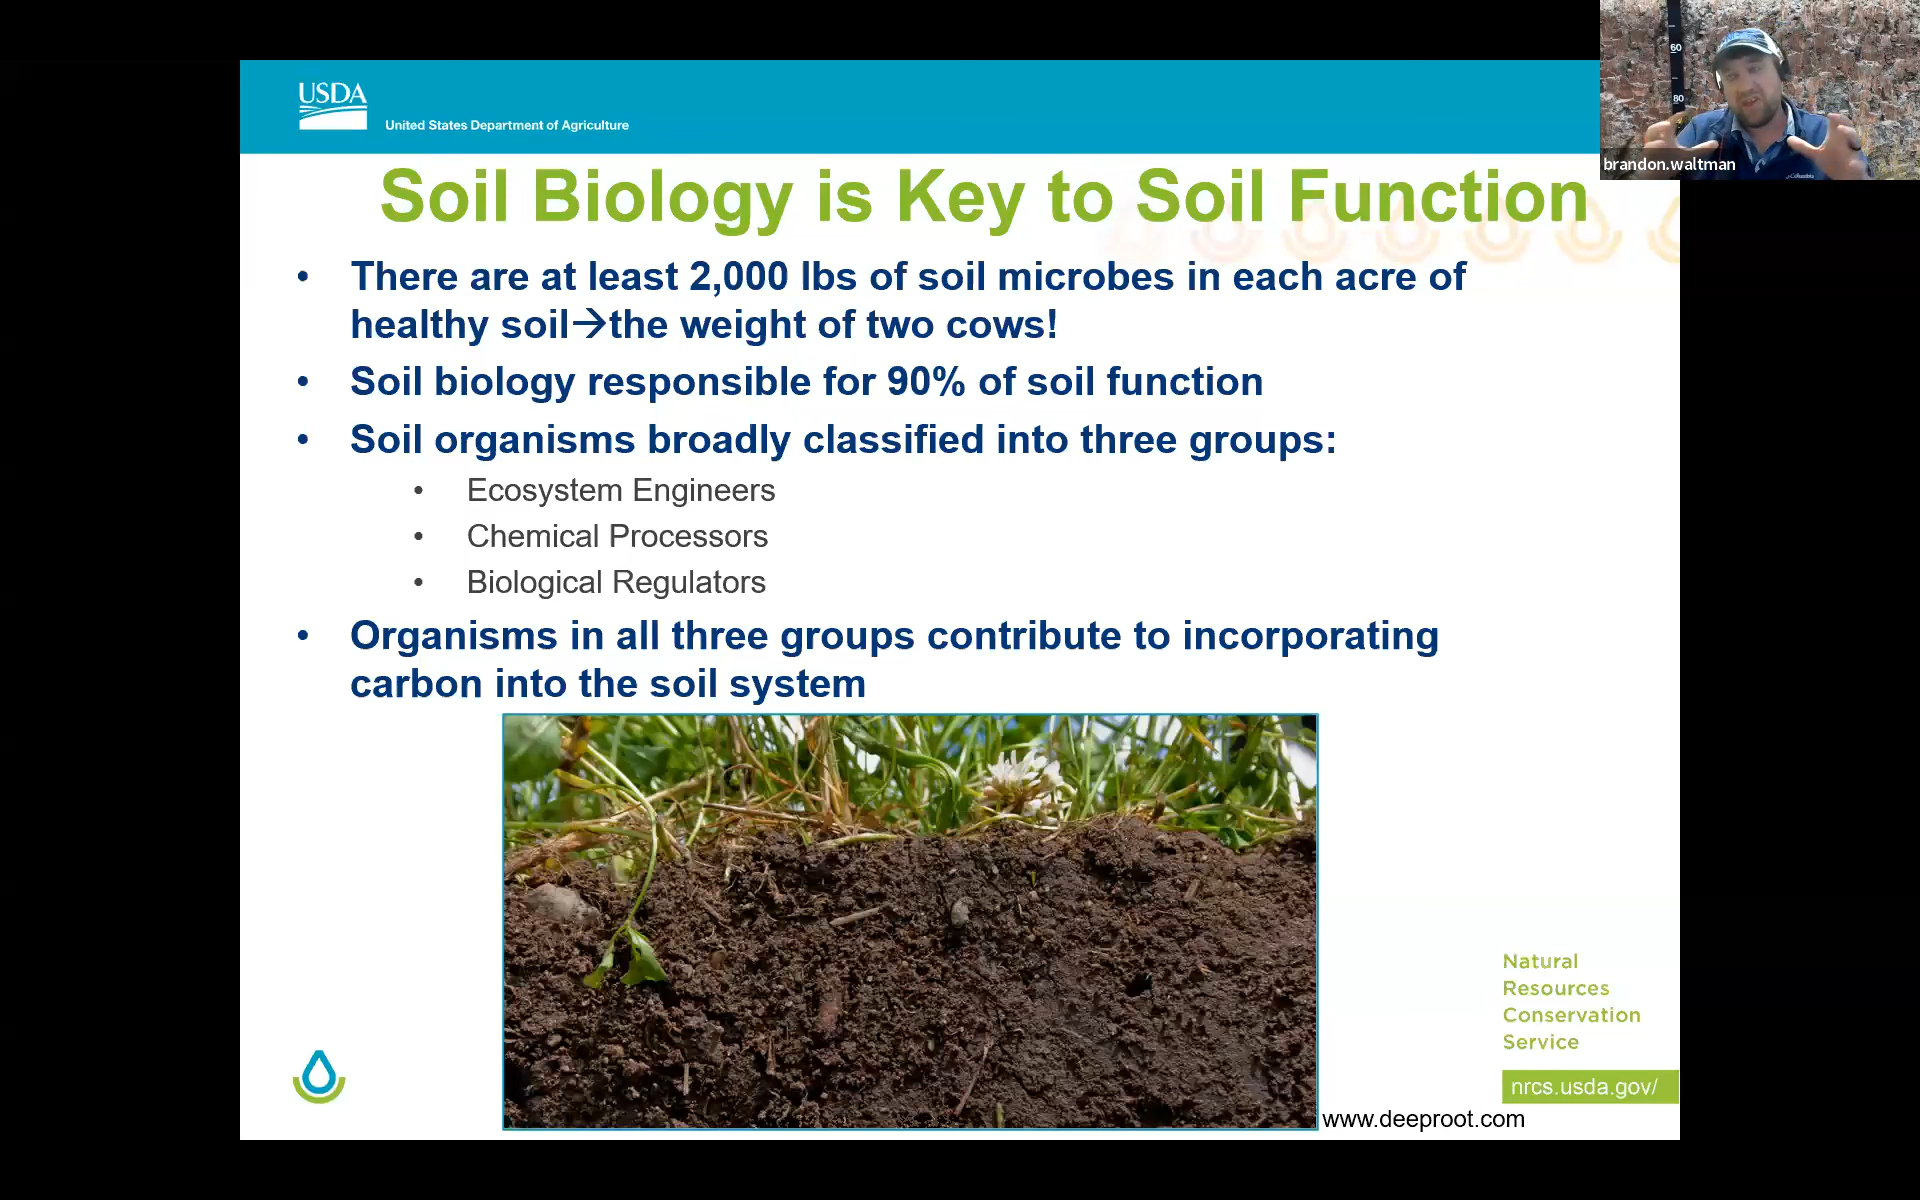 USDA
United States Department of Agriculture
60
80
brandon.waltman
Soil Biology is Key to Soil Function
• There are at least 2,000 lbs of soil microbes in each acre of
healthy soil→the weight of two cows!
• Soil biology responsible for 90% of soil function
• Soil organisms broadly classified into three groups:
• Ecosystem Engineers
• Chemical Processors
• Biological Regulators
• Organisms in all three groups contribute to incorporating
carbon into the soil system
Natural
Resources
Conservation
Service
nrcs.usda.gov/
www.deeproot.com